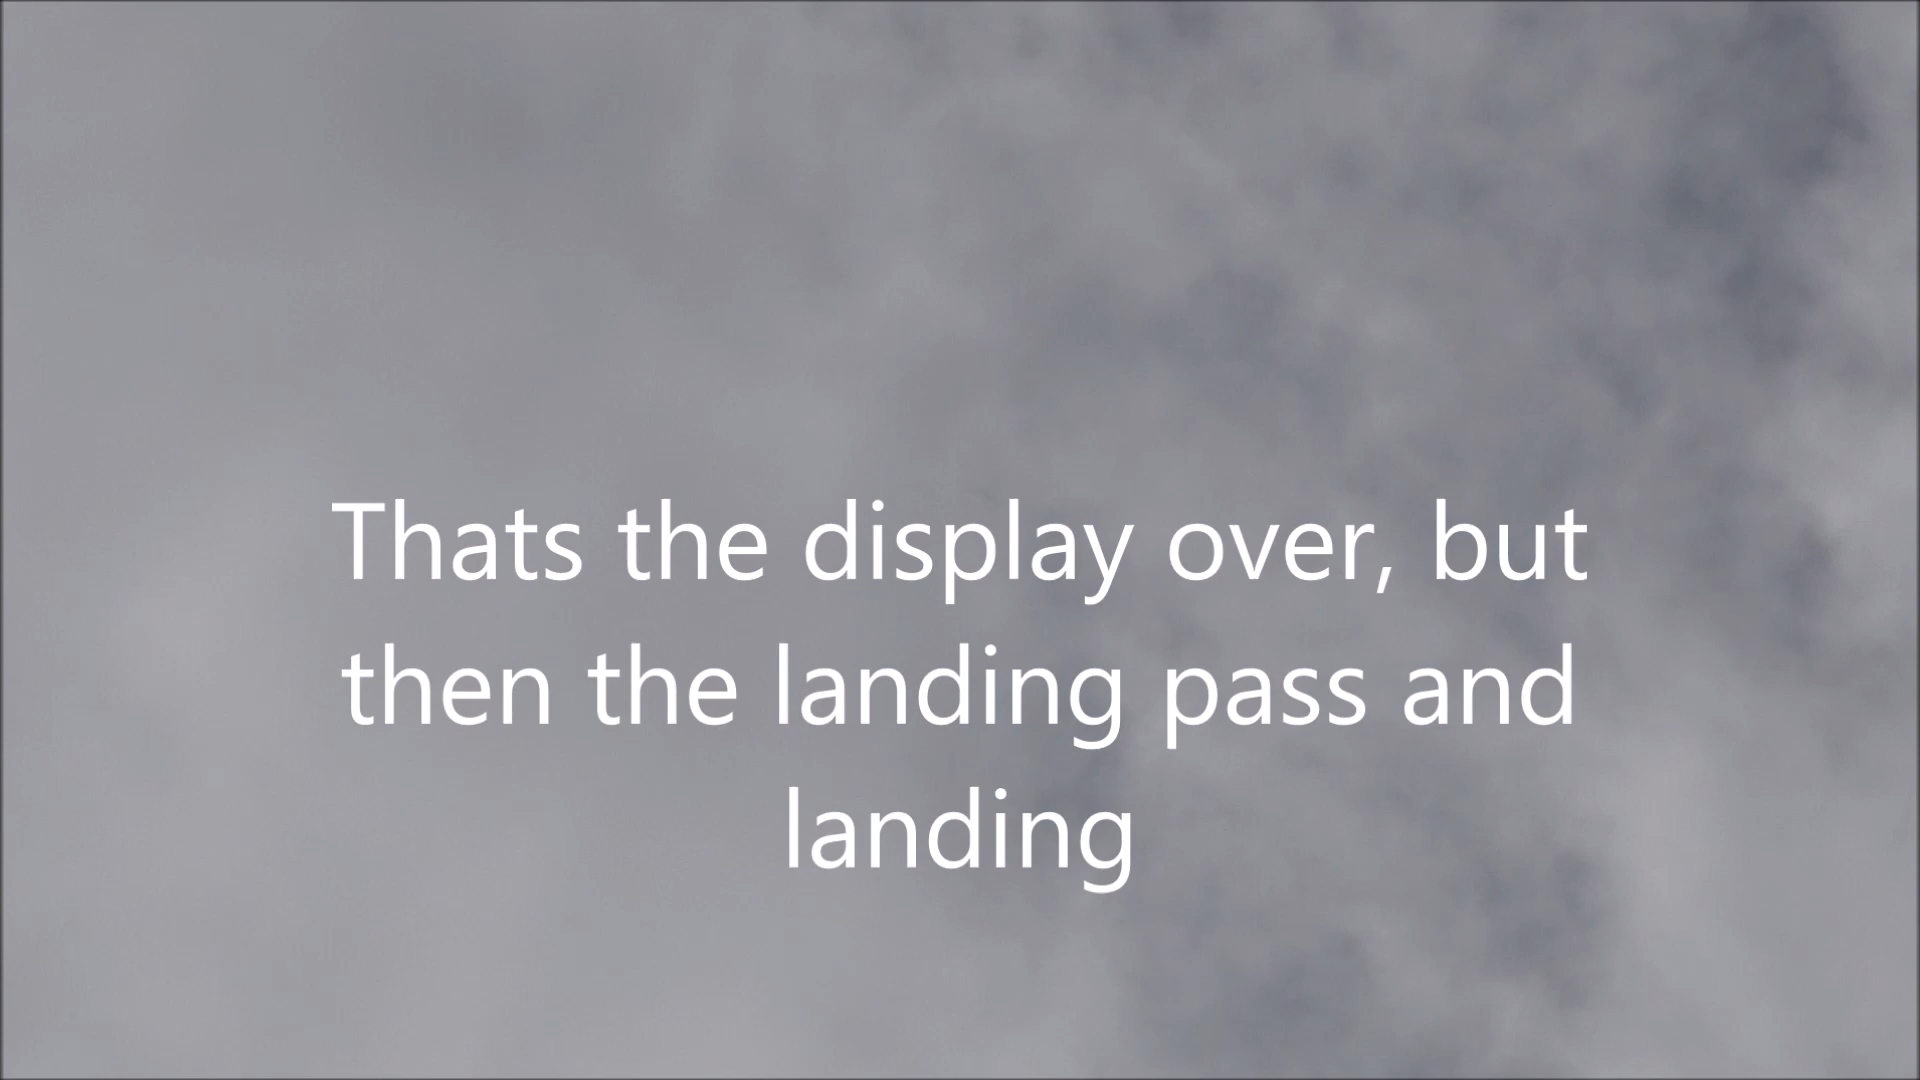 Thats the display over, but
then the landing pass and
landing